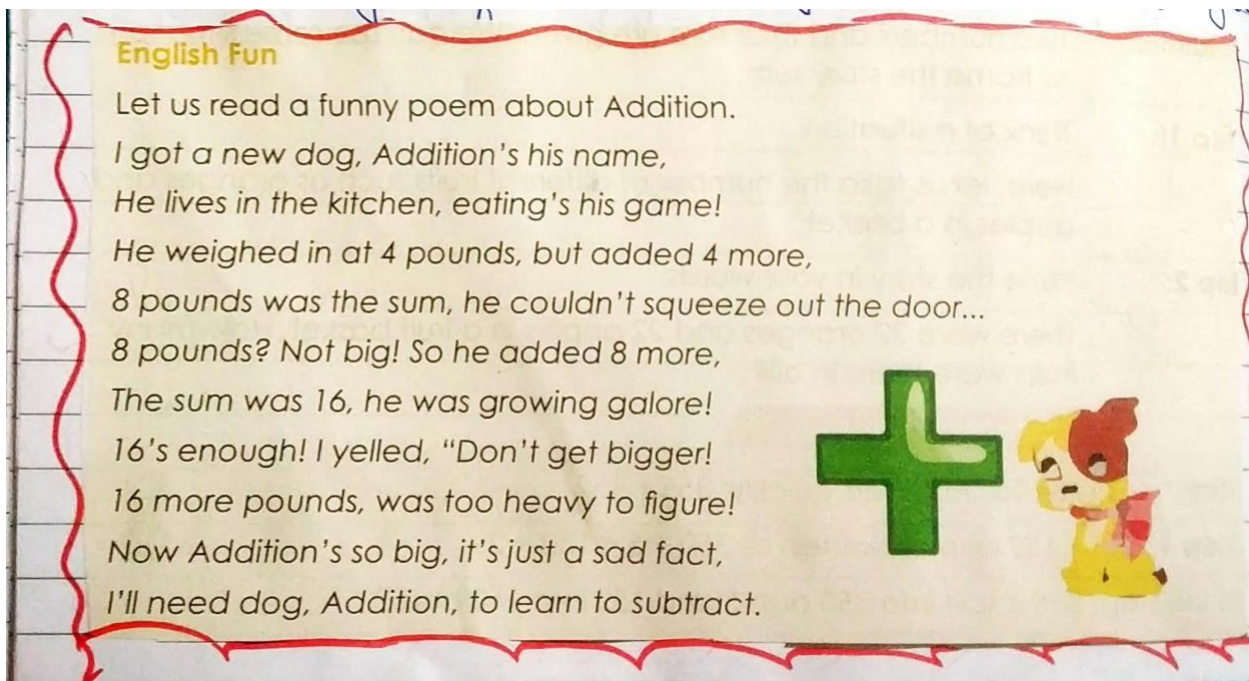 English Fun
Let us read a funny poem about Addition.
I got a new dog, Addition's his name,
He lives in the kitchen, eating's his game!
He weighed in at 4 pounds, but added 4 more,
8 pounds was the sum, he couldn't squeeze out the door...
8 pounds? Not big! So he added 8 more,
The sum was 16, he was growing galore!
16's enough! I yelled, "Don't get bigger!
16 more pounds, was too heavy to figure!
Now Addition's so big, it's just a sad fact,
I'll need dog, Addition, to learn to subtract.